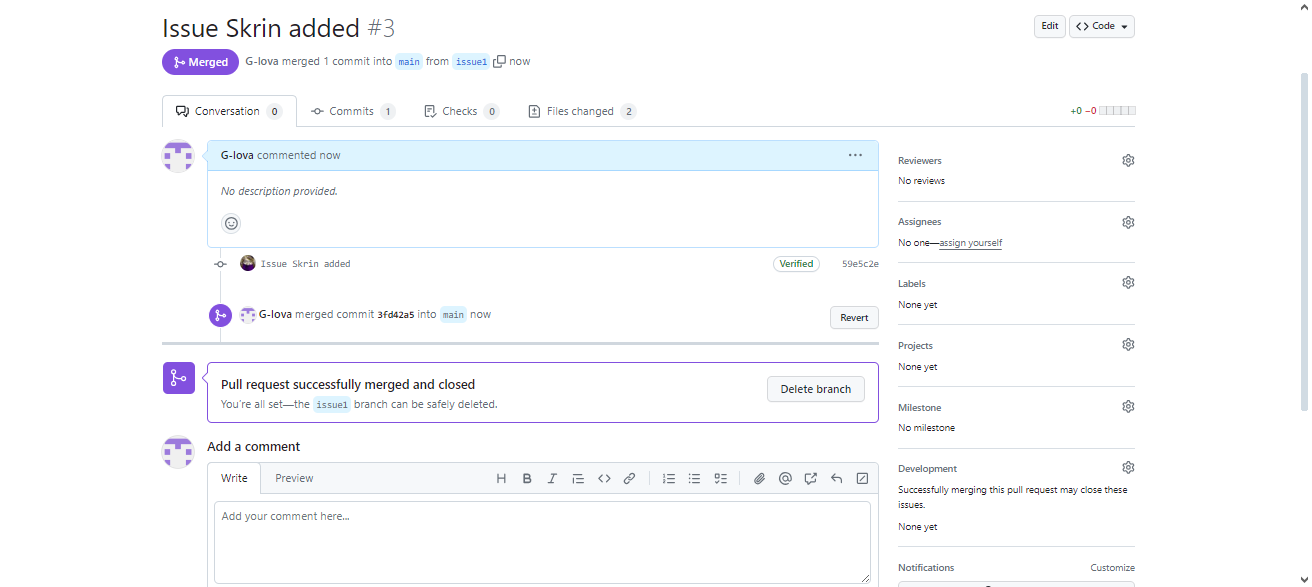 Issue Skrin added #3
Edit
Code
Merged
G-lova merged 1 commit into main from issue1 now
Conversation 0
Commits 1
Checks 0
Files changed 2
+0 −0
G-lova commented now
No description provided.
Issue Skrin added
Verified
59e5c2e
G-lova merged commit 3fd42a5 into main now
Revert
Pull request successfully merged and closed
You're all set—the issue1 branch can be safely deleted.
Delete branch
Add a comment
Write
Preview
Add your comment here...
Reviewers
No reviews
Assignees
No one—assign yourself
Labels
None yet
Projects
None yet
Milestone
No milestone
Development
Successfully merging this pull request may close these
issues.
None yet
Notifications
Customize